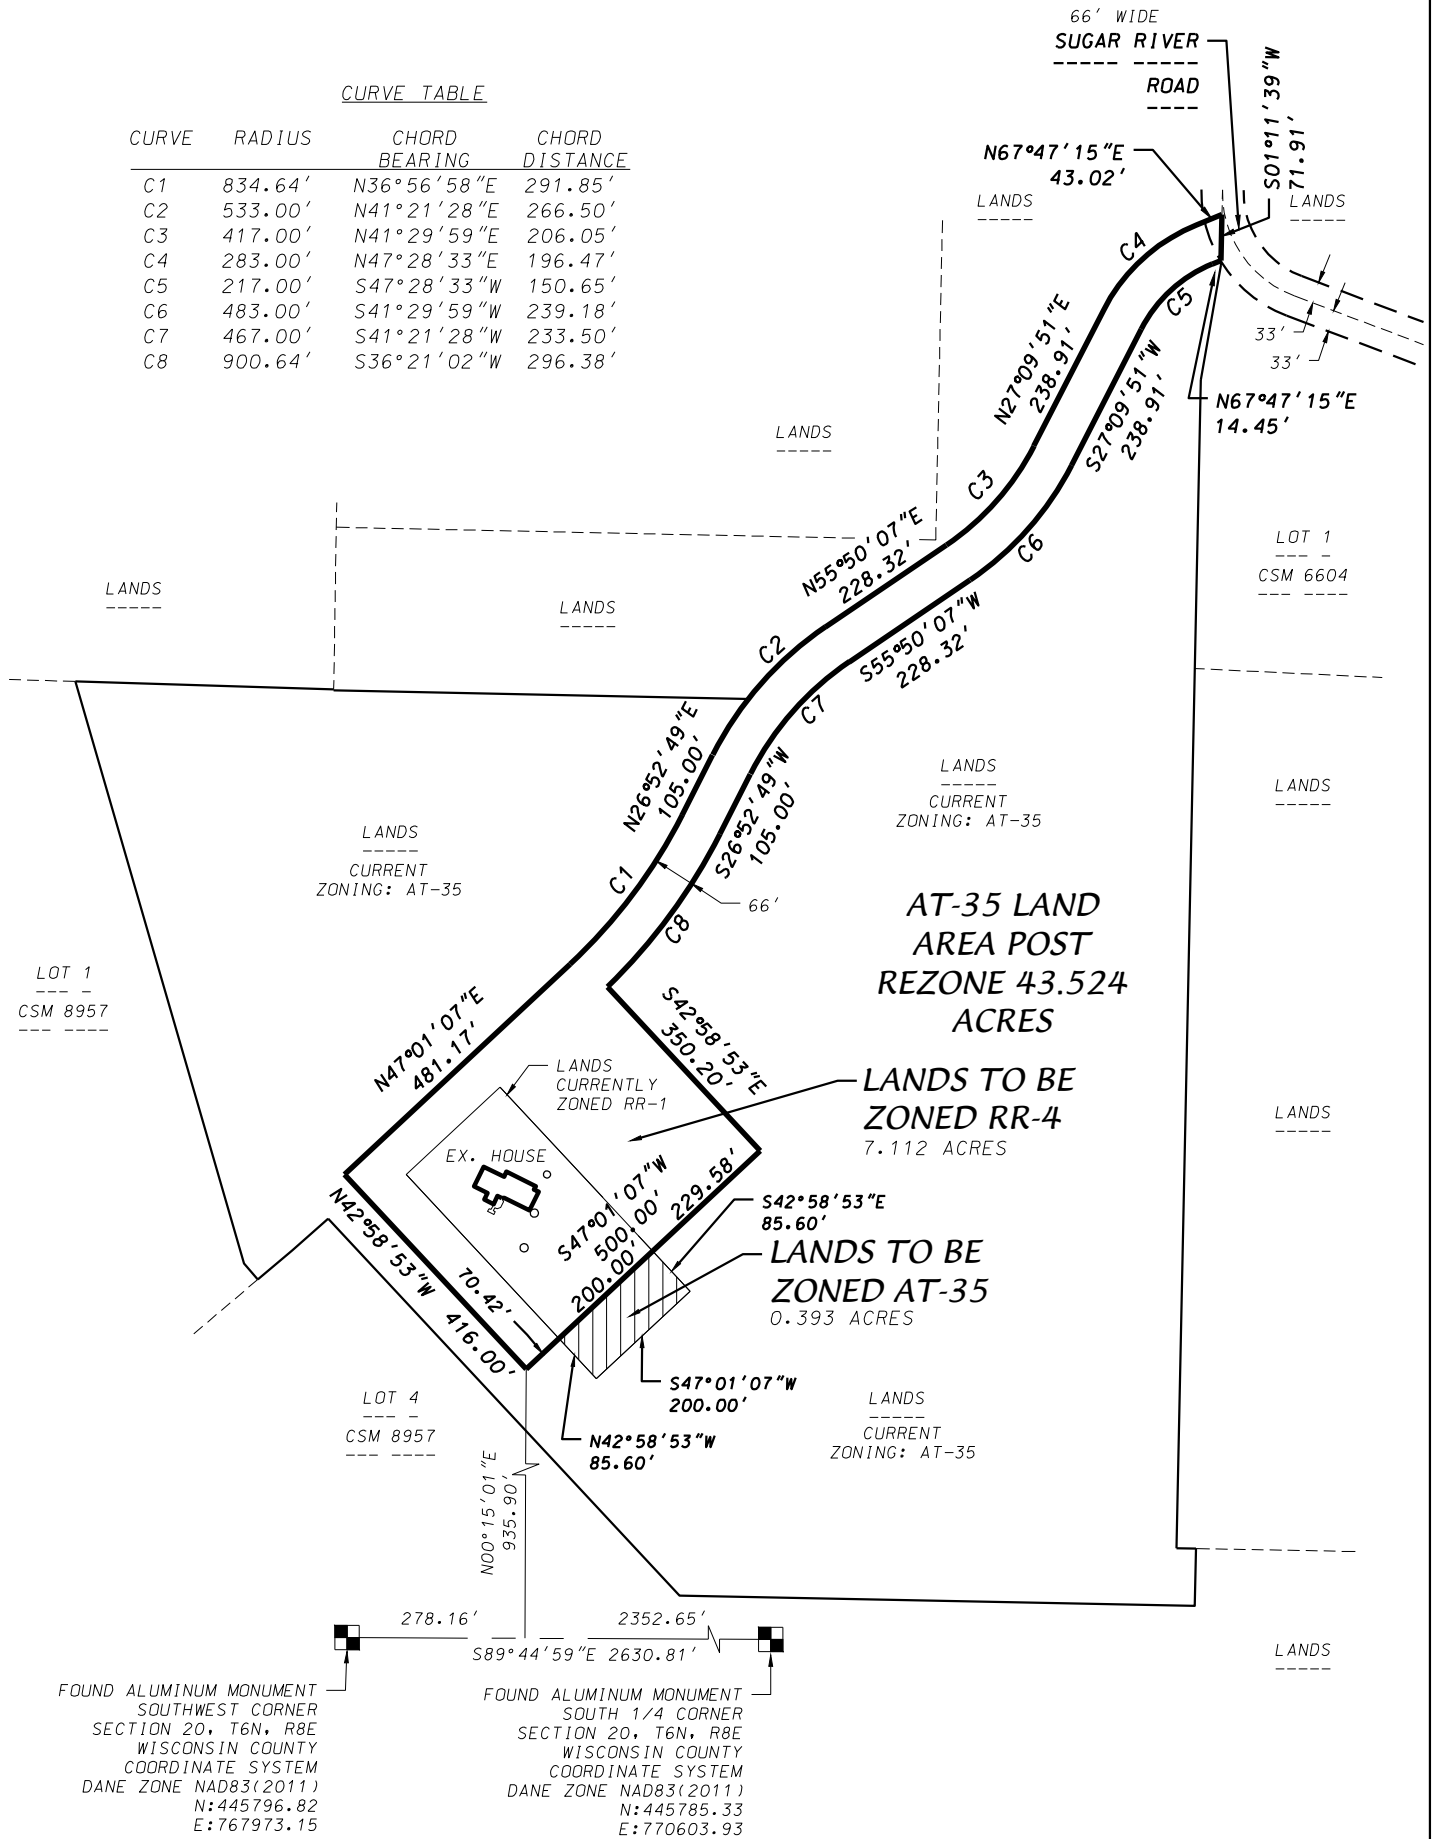 66' WIDE
SUGAR RIVER
ROAD
S01°11'39"W
71.91'
CURVE TABLE
CURVE RADIUS CHORD BEARING CHORD DISTANCE
C1 834.64' N36°56'58"E 291.85'
C2 533.00' N41°21'28"E 266.50'
C3 417.00' N41°29'59"E 206.05'
C4 283.00' N47°28'33"E 196.47'
C5 217.00' S47°28'33"W 150.65'
C6 483.00' S41°29'59"W 239.18'
C7 467.00' S41°21'28"W 233.50'
C8 900.64' S36°21'02"W 296.38'
N67°47'15"E
43.02'
LANDS
LANDS
C4
C5
N27°09'51"E
238.91'
33'
33'
S27°09'51"W
238.91'
N67°47'15"E
14.45'
LANDS
C3
C6
LOT 1
CSM 6604
N55°50'07"E
228.32'
LANDS
LANDS
S55°50'07"W
228.32'
C2
C7
N26°52'49"E
105.00'
S26°52'49"W
105.00'
LANDS
CURRENT
ZONING: AT-35
LANDS
LANDS
CURRENT
ZONING: AT-35
C1
66'
C8
AT-35 LAND
AREA POST
REZONE 43.524
ACRES
LOT 1
CSM 8957
N47°01'07"E
481.17'
S42°58'53"E
350.20'
LANDS
CURRENTLY
ZONED RR-1
LANDS TO BE
ZONED RR-4
7.112 ACRES
LANDS
EX. HOUSE
S47°01'07"W
500.00'
229.58'
200.00'
70.42'
S42°58'53"E
85.60'
LANDS TO BE
ZONED AT-35
0.393 ACRES
N42°58'53"W 416.00'
S47°01'07"W
200.00'
N42°58'53"W
85.60'
LOT 4
CSM 8957
LANDS
CURRENT
ZONING: AT-35
N00°15'01"E
935.90'
278.16'
2352.65'
S89°44'59"E 2630.81'
LANDS
FOUND ALUMINUM MONUMENT
SOUTHWEST CORNER
SECTION 20, T6N, R8E
WISCONSIN COUNTY
COORDINATE SYSTEM
DANE ZONE NAD83(2011)
N:445796.82
E:767973.15
FOUND ALUMINUM MONUMENT
SOUTH 1/4 CORNER
SECTION 20, T6N, R8E
WISCONSIN COUNTY
COORDINATE SYSTEM
DANE ZONE NAD83(2011)
N:445785.33
E:770603.93